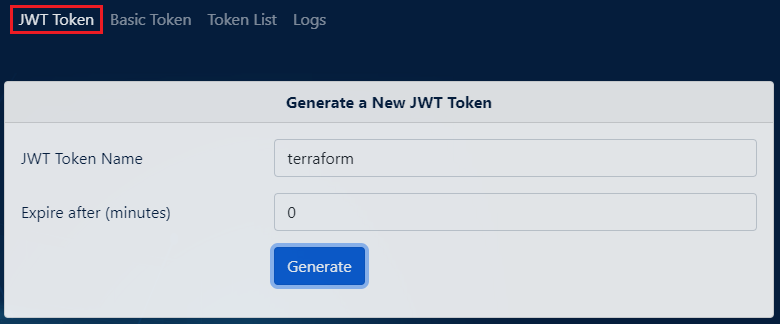 JWT Token Basic Token Token List Logs
Generate a New JWT Token
JWT Token Name terraform
Expire after (minutes) 0
Generate